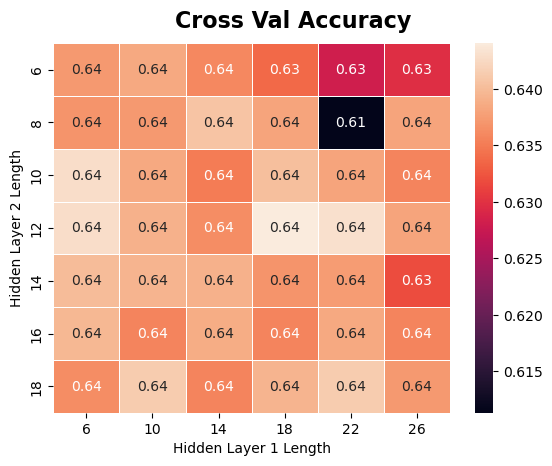 Cross Val Accuracy
Hidden Layer 2 Length
6 0.64 0.64 0.64 0.63 0.63 0.63
8 0.64 0.64 0.64 0.64 0.61 0.64
10 0.64 0.64 0.64 0.64 0.64 0.64
12 0.64 0.64 0.64 0.64 0.64 0.64
14 0.64 0.64 0.64 0.64 0.64 0.63
16 0.64 0.64 0.64 0.64 0.64 0.64
18 0.64 0.64 0.64 0.64 0.64 0.64
6 10 14 18 22 26
Hidden Layer 1 Length
0.640
0.635
0.630
0.625
0.620
0.615